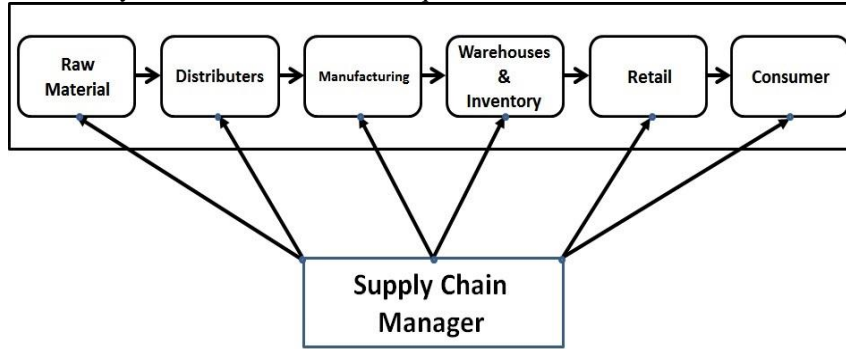 Raw
Material
Distributers
Manufacturing
Warehouses
&
Inventory
Retail
Consumer
Supply Chain
Manager